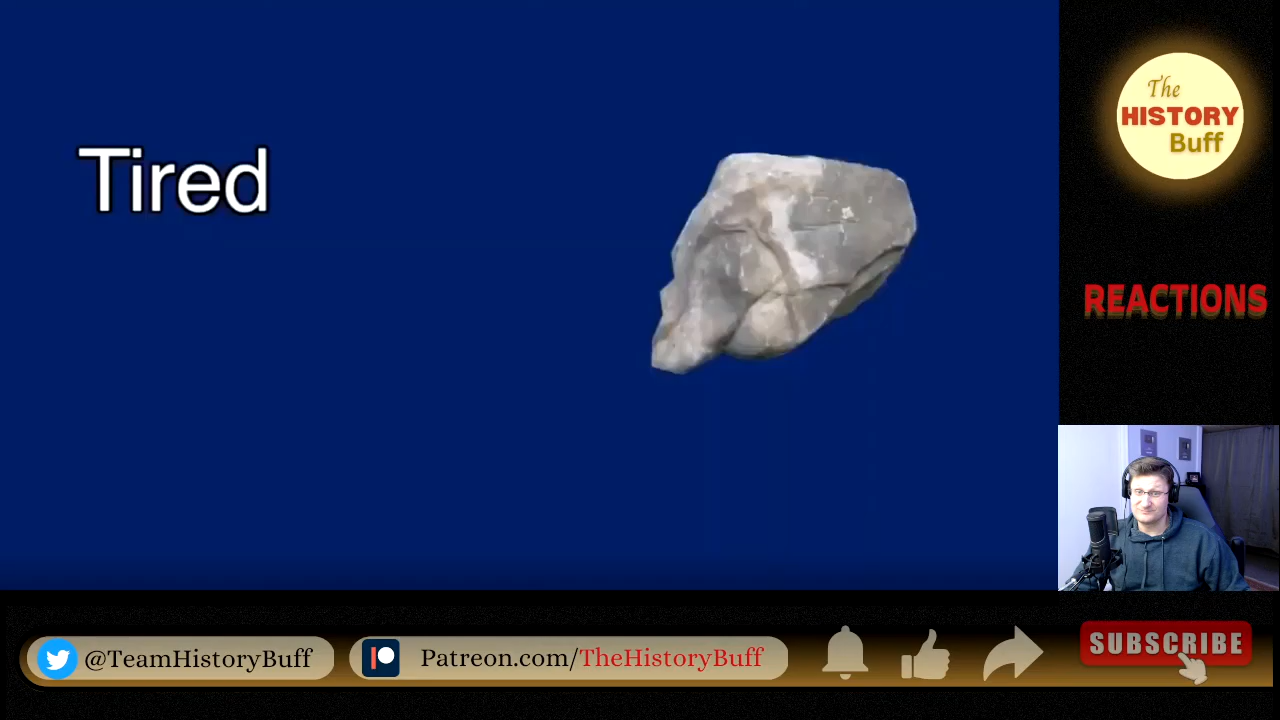 Tired
The
HISTORY
Buff
REACTIONS
@TeamHistoryBuff
Patreon.com/TheHistoryBuff
SUBSCRIBE